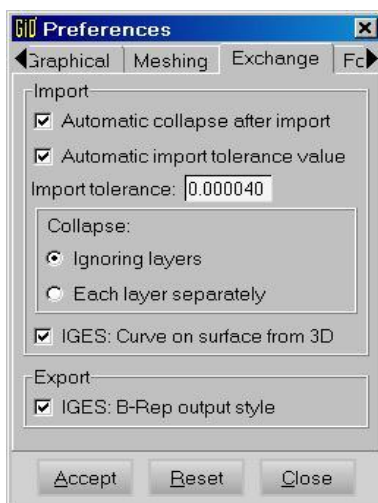 GiD Preferences
Graphical Meshing Exchange Fo
Import
Automatic collapse after import
Automatic import tolerance value
Import tolerance: 0.000040
Collapse:
Ignoring layers
Each layer separately
IGES: Curve on surface from 3D
Export
IGES: B-Rep output style
Accept Reset Close